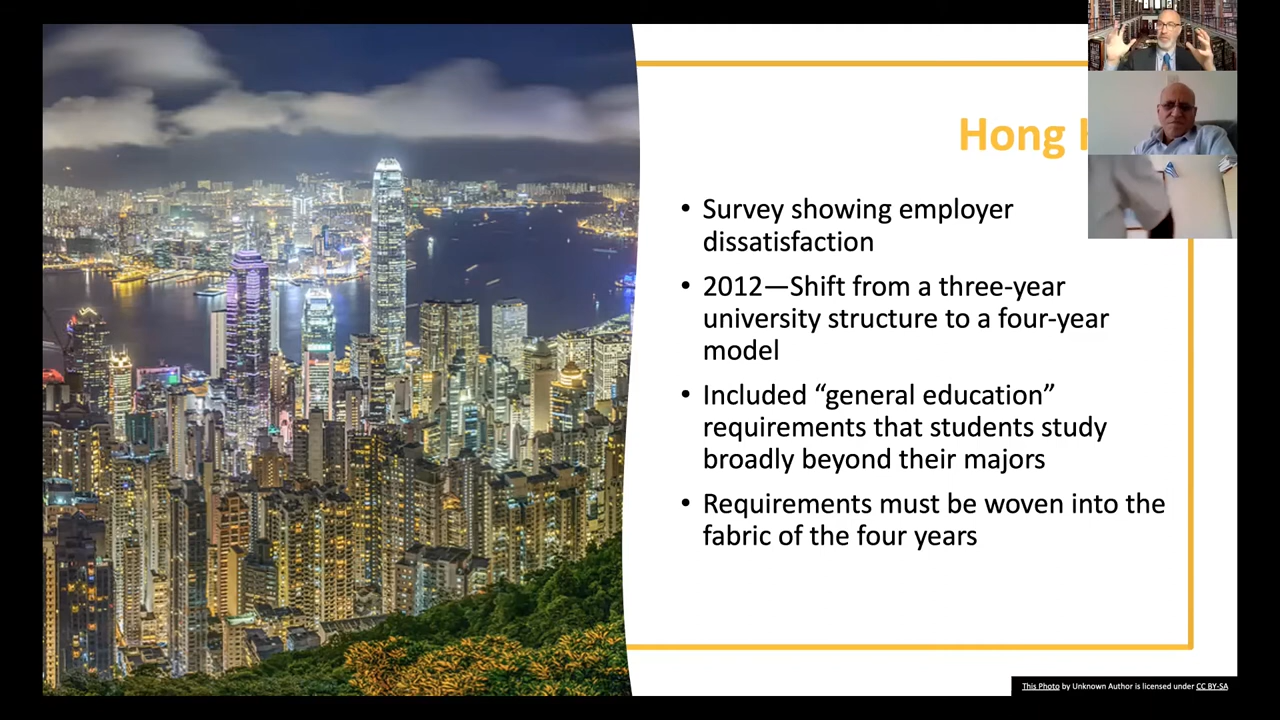 Hong
• Survey showing employer
dissatisfaction
• 2012—Shift from a three-year
university structure to a four-year
model
• Included “general education”
requirements that students study
broadly beyond their majors
• Requirements must be woven into the
fabric of the four years
This Photo by Unknown Author is licensed under CC BY-SA